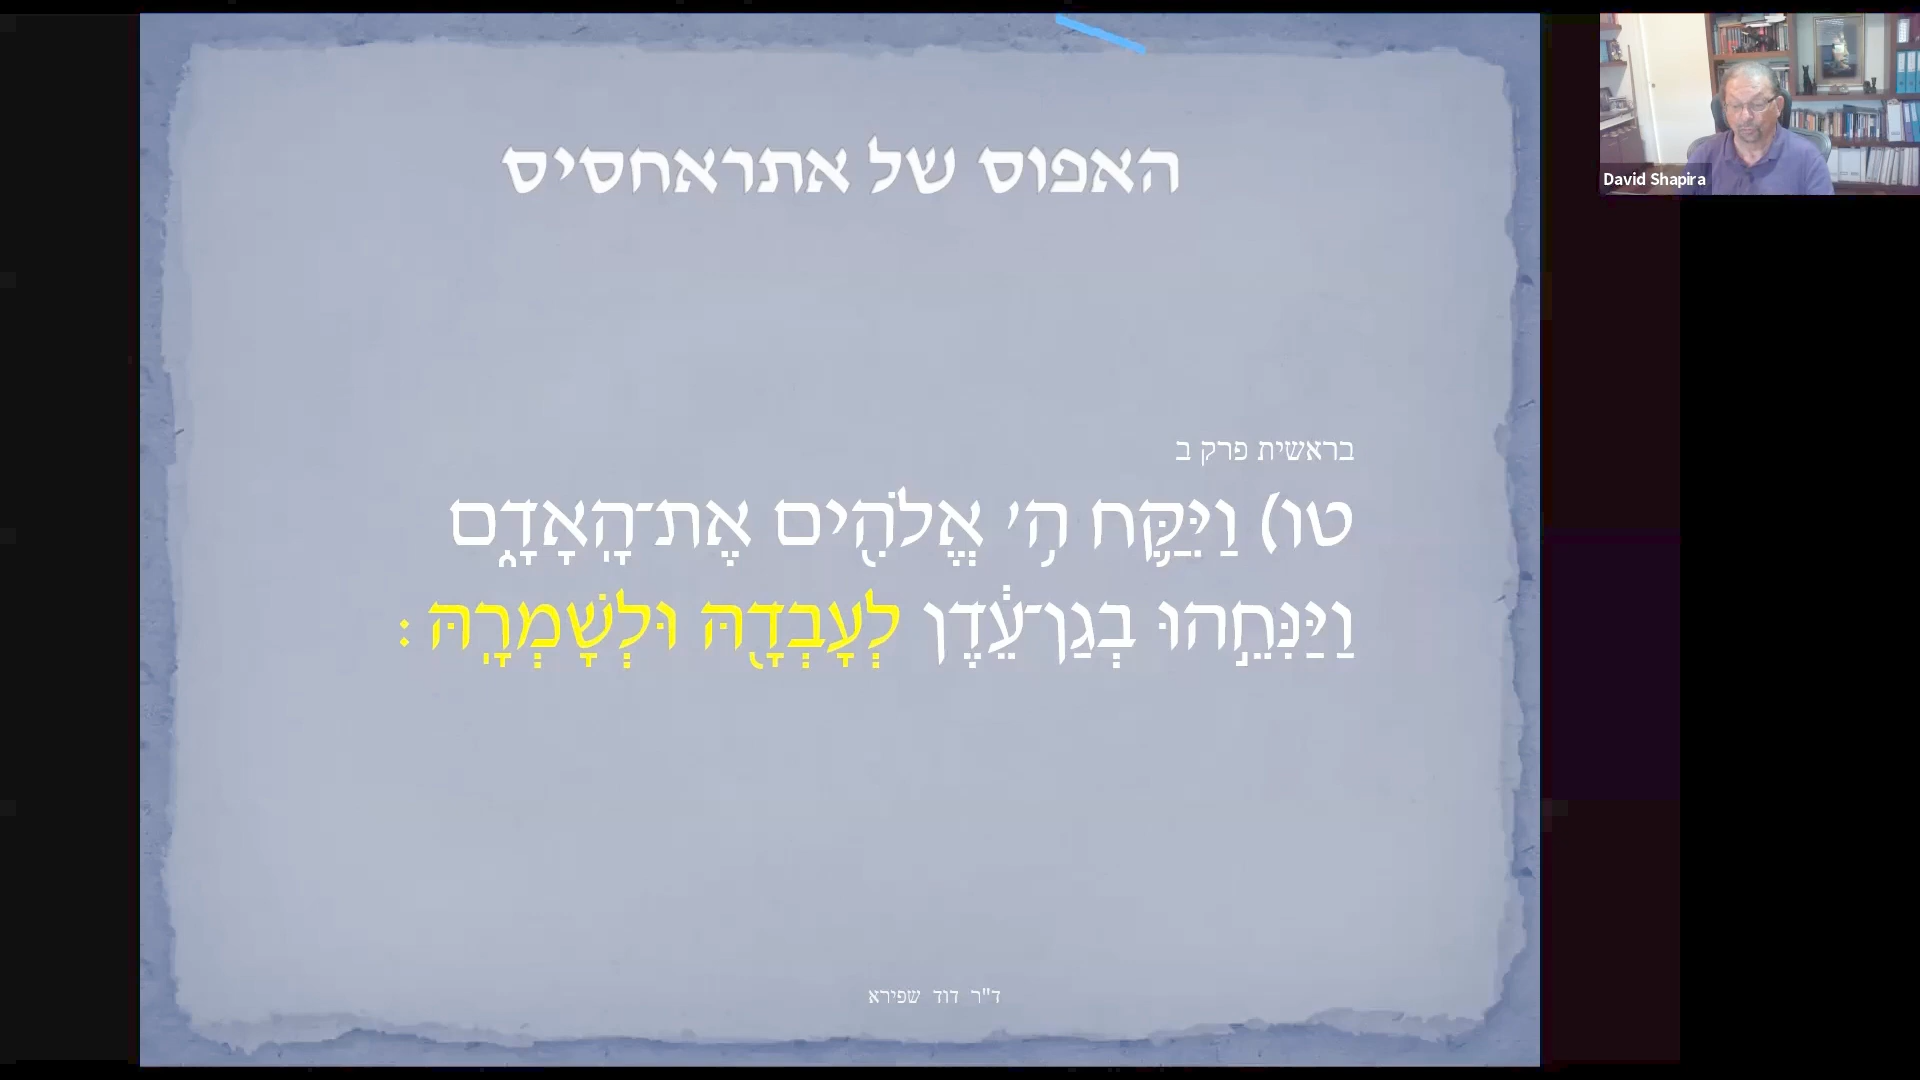 האפוס של אתראחסיס
בראשית פרק ב
טו) וַיִּקַּ֛ח ה֥' אֱלֹהִ֖ים אֶת־הָֽאָדָ֑ם
וַיַּנִּחֵ֣הוּ בְגַן־עֵ֔דֶן לְעָבְדָ֖הּ וּלְשָׁמְרָֽהּ :
ד"ר דוד שפירא
David Shapira